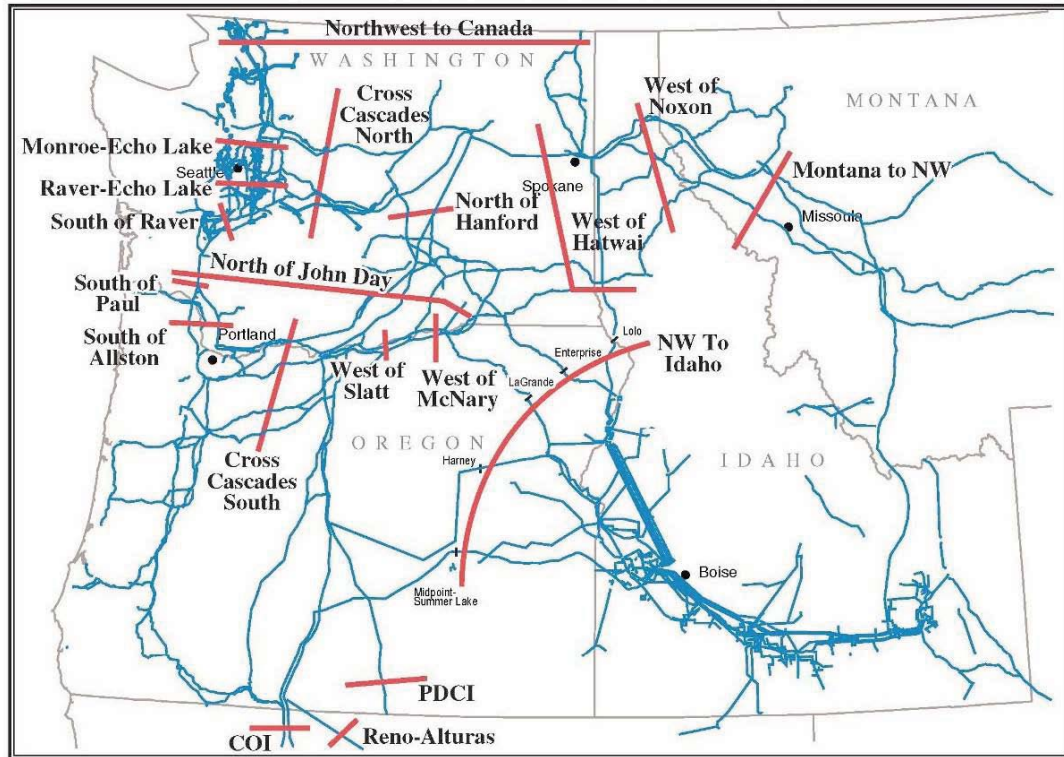 Northwest to Canada
WASHINGTON
Cross
Cascades
North
West of
Noxon
MONTANA
Monroe-Echo Lake
Seattle
Raver-Echo Lake
South of Raver
Spokane
Montana to NW
North of
Hanford
West of
Hatwai
Missoula
North of John Day
South of
Paul
South of
Allston
Portland
West of
Slatt
West of
McNary
Lolo
Enterprise
LaGrande
NW To
Idaho
OREGON
Harney
IDAHO
Cross
Cascades
South
Boise
Midpoint-
Summer Lake
PDCI
COI
Reno-Alturas